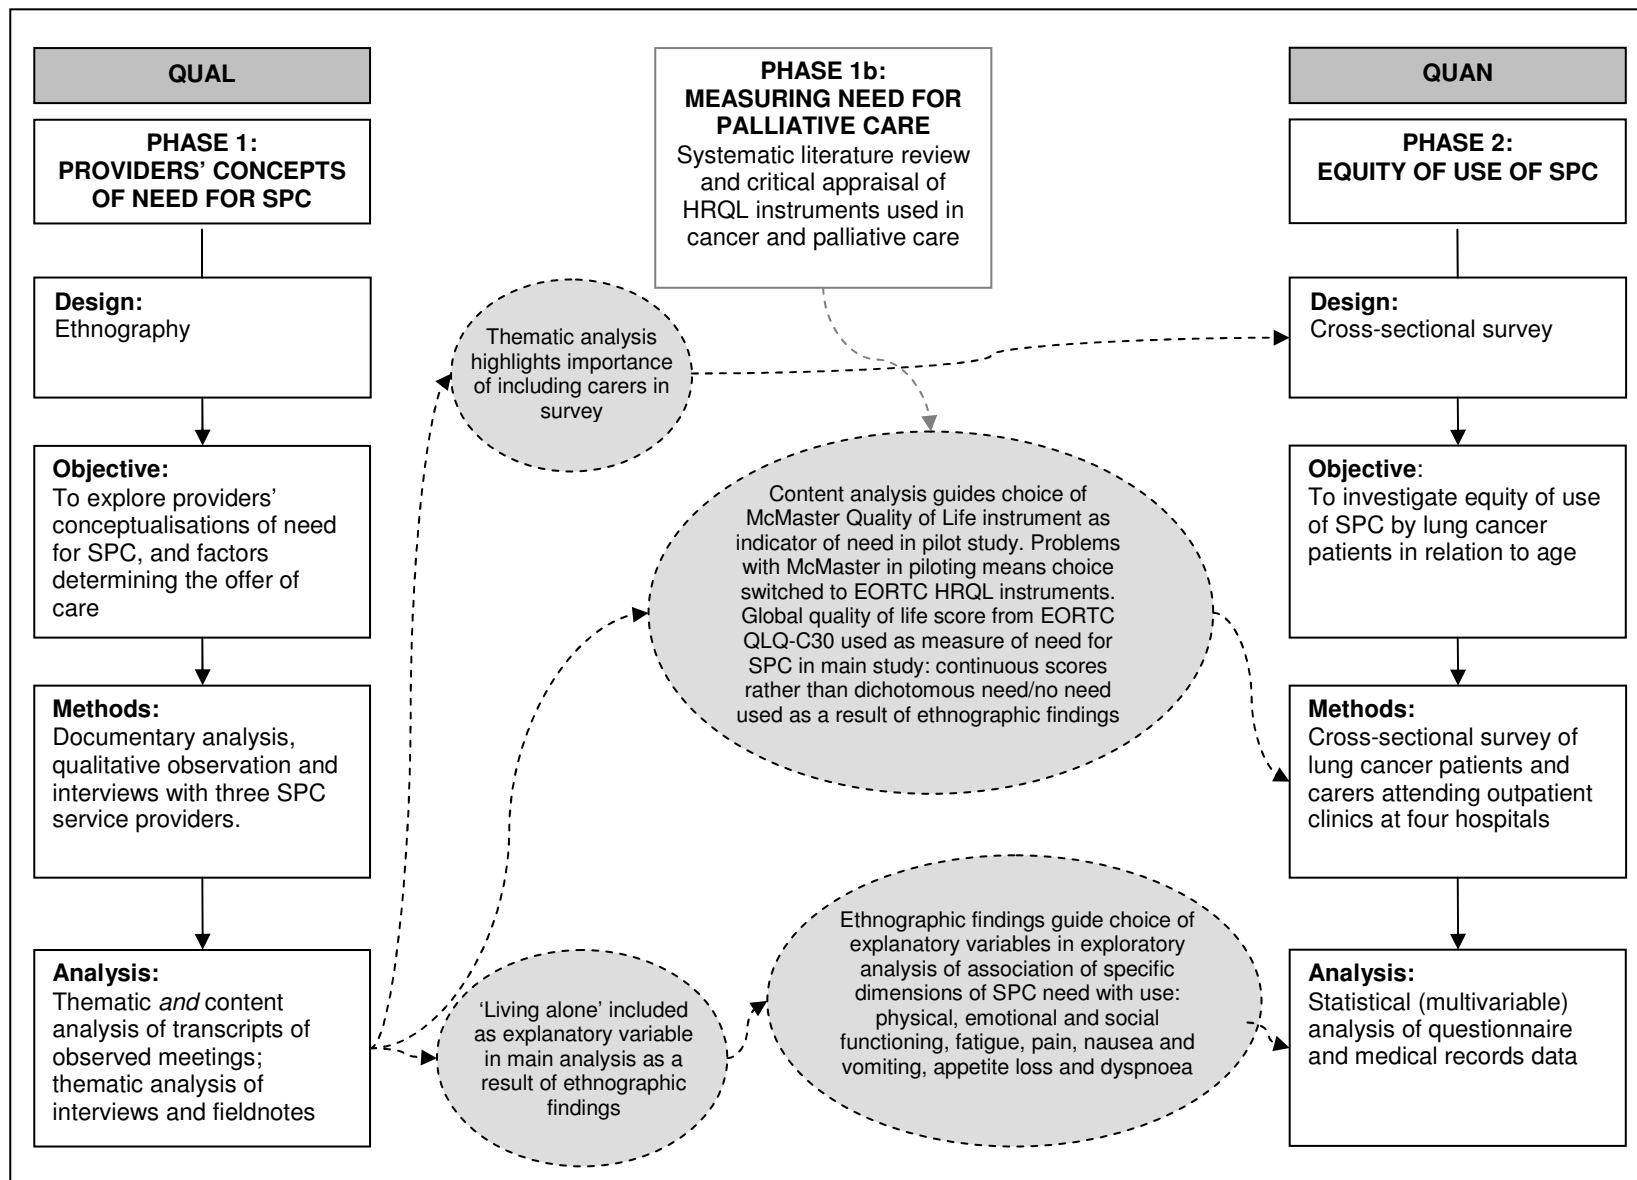 QUAL
PHASE 1:
PROVIDERS’ CONCEPTS
OF NEED FOR SPC
Design:
Ethnography
Objective:
To explore providers’
conceptualisations of need
for SPC, and factors
determining the offer of
care
Methods:
Documentary analysis,
qualitative observation and
interviews with three SPC
service providers.
Analysis:
Thematic and content
analysis of transcripts of
observed meetings;
thematic analysis of
interviews and fieldnotes
PHASE 1b:
MEASURING NEED FOR
PALLIATIVE CARE
Systematic literature review
and critical appraisal of
HRQL instruments used in
cancer and palliative care
Thematic analysis
highlights importance
of including carers in
survey
Content analysis guides choice of
McMaster Quality of Life instrument as
indicator of need in pilot study. Problems
with McMaster in piloting means choice
switched to EORTC HRQL instruments.
Global quality of life score from EORTC
QLQ-C30 used as measure of need for
SPC in main study: continuous scores
rather than dichotomous need/no need
used as a result of ethnographic findings
‘Living alone’ included
as explanatory variable
in main analysis as a
result of ethnographic
findings
Ethnographic findings guide choice of
explanatory variables in exploratory
analysis of association of specific
dimensions of SPC need with use:
physical, emotional and social
functioning, fatigue, pain, nausea and
vomiting, appetite loss and dyspnoea
QUAN
PHASE 2:
EQUITY OF USE OF SPC
Design:
Cross-sectional survey
Objective:
To investigate equity of use
of SPC by lung cancer
patients in relation to age
Methods:
Cross-sectional survey of
lung cancer patients and
carers attending outpatient
clinics at four hospitals
Analysis:
Statistical (multivariable)
analysis of questionnaire
and medical records data